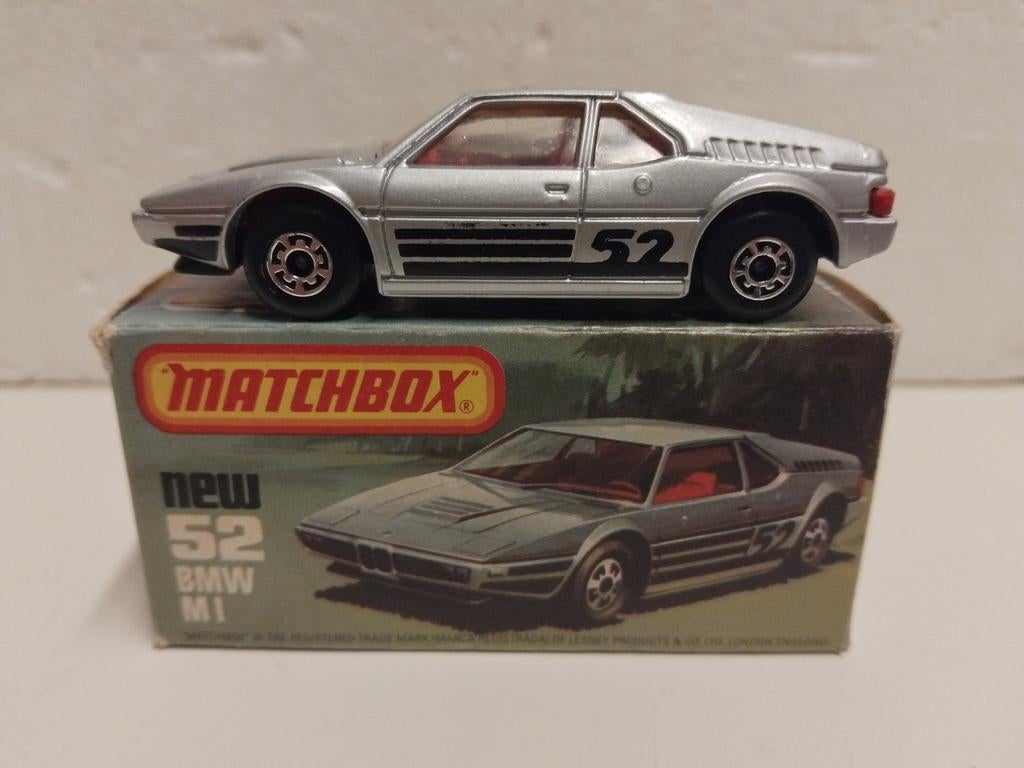 52
"MATCHBOX"®
new
52
BMW
M1
52
"MATCHBOX" IS THE REGISTERED TRADE MARK (MARCA REGISTRADA) OF LESNEY PRODUCTS & CO. LTD. LONDON ENGLAND.